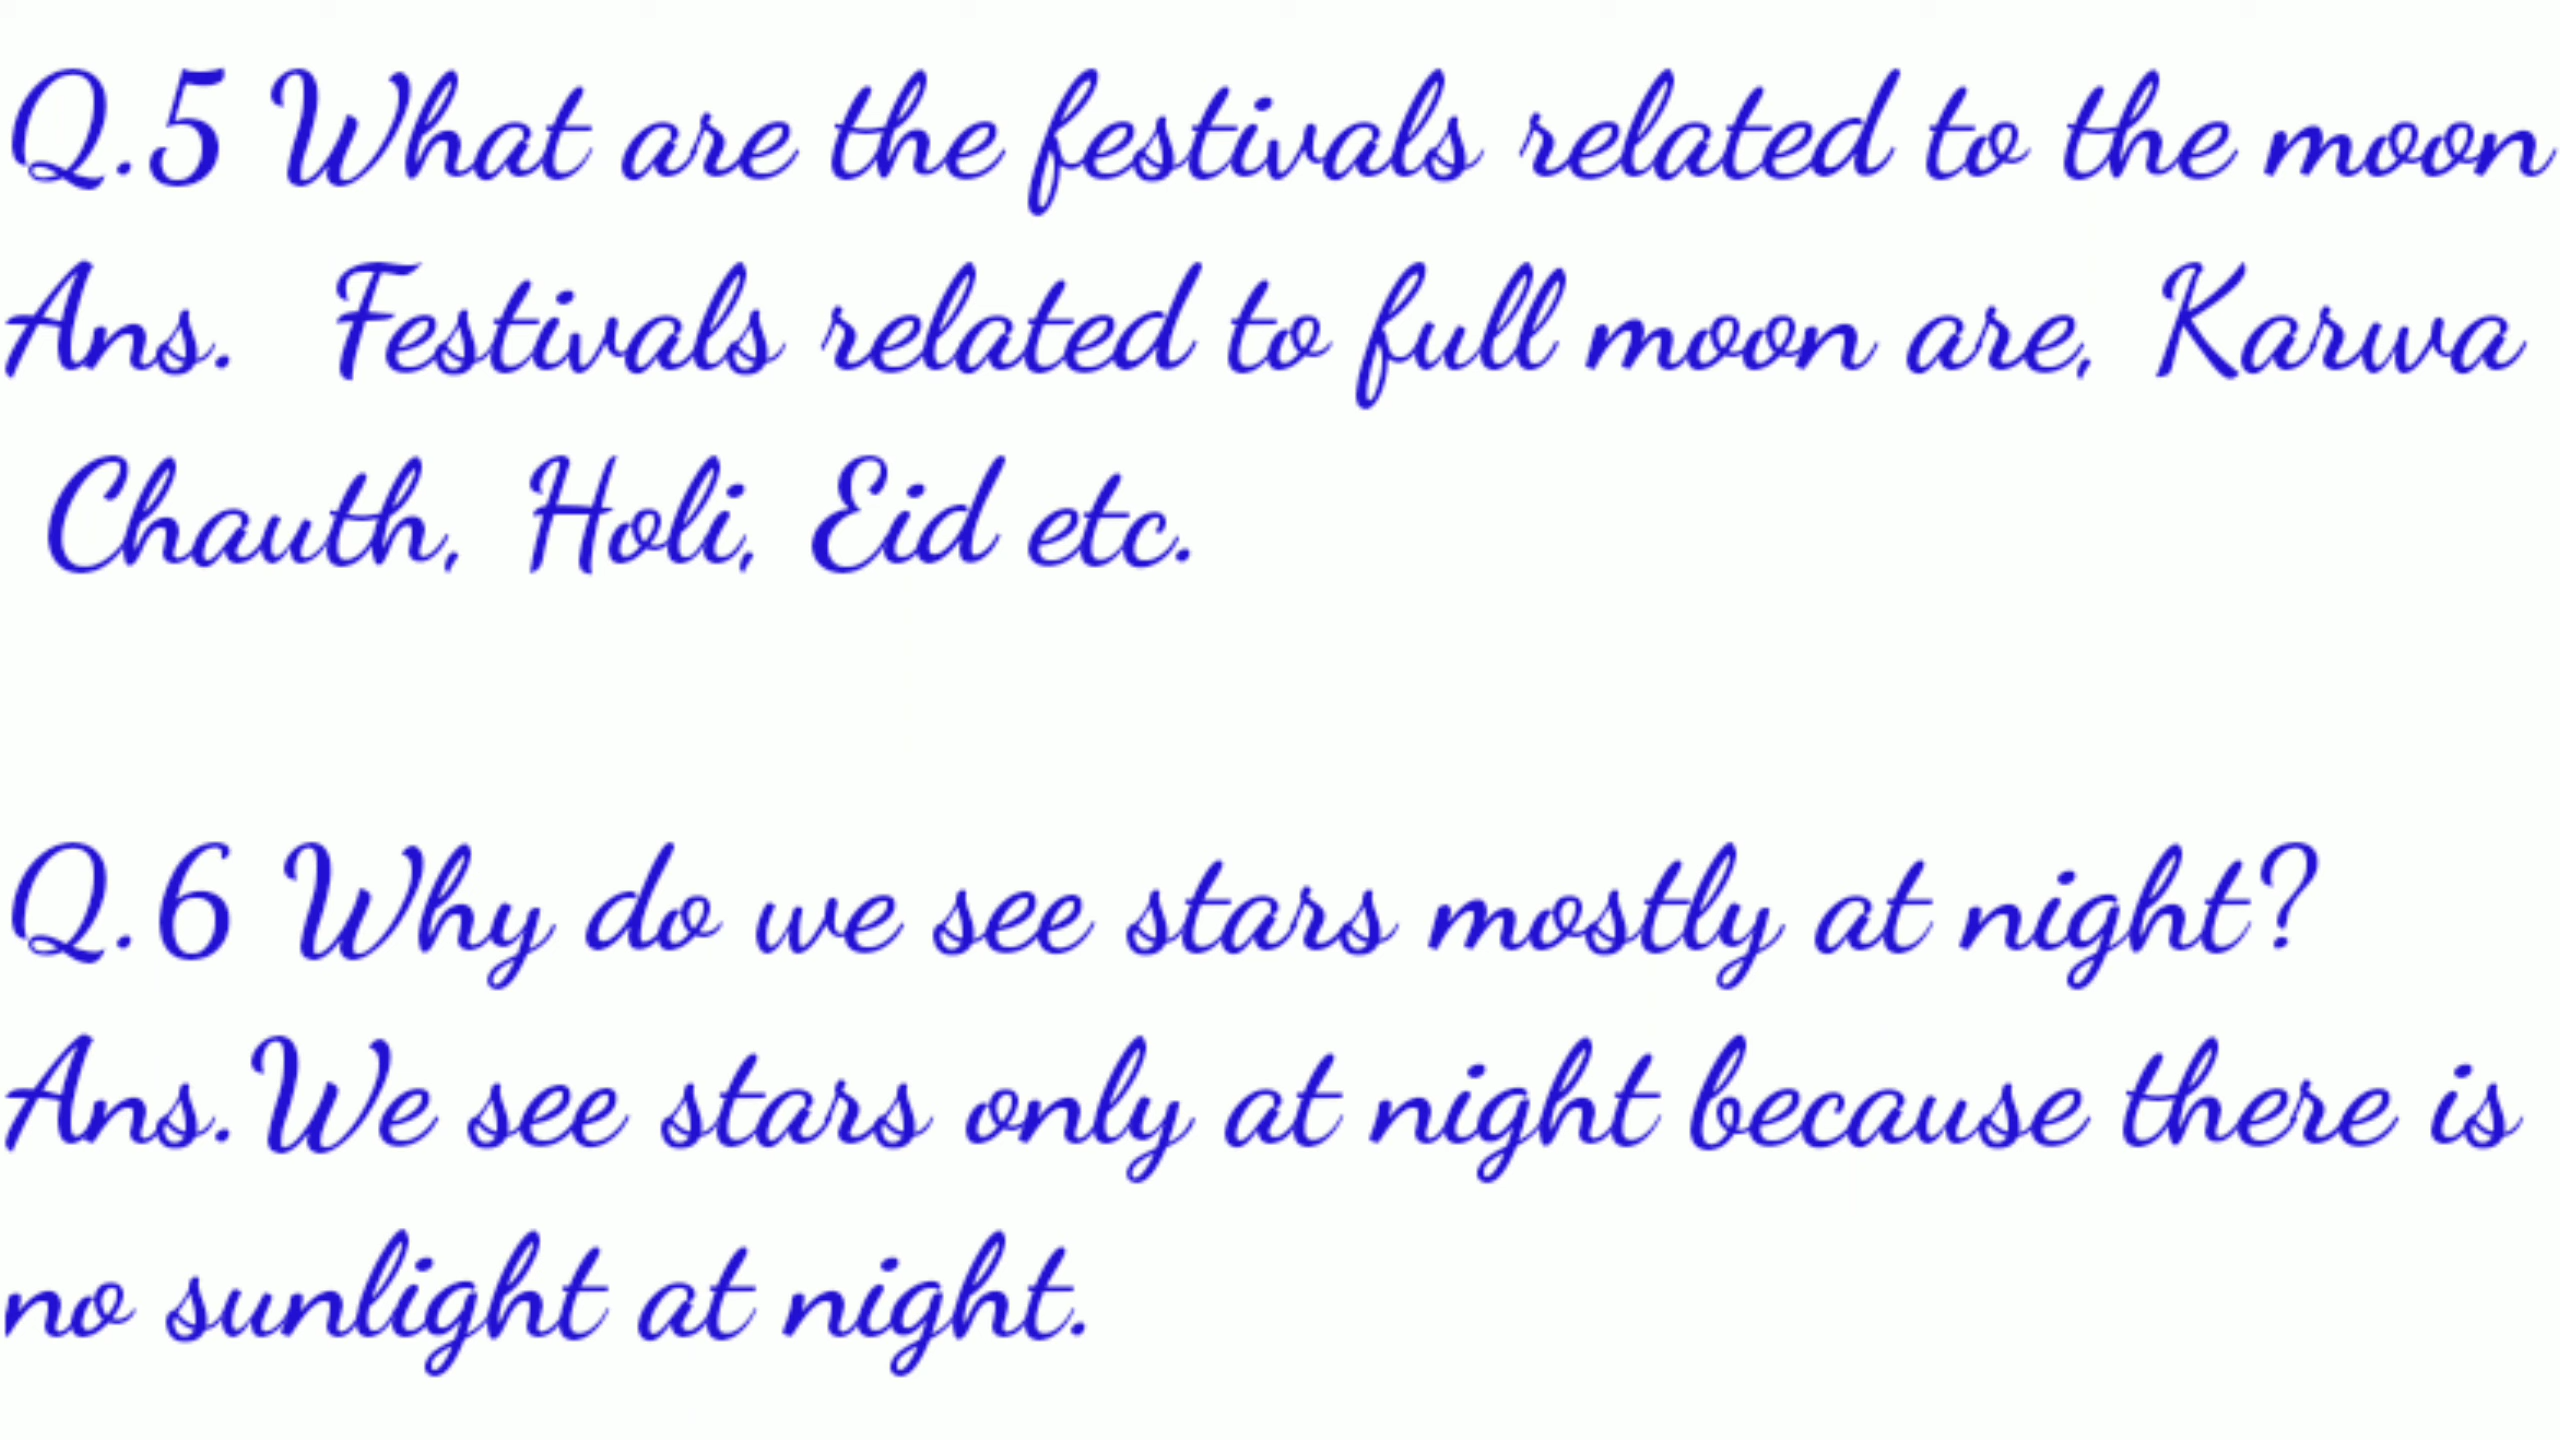 Q.5 What are the festivals related to the moon
Ans. Festivals related to full moon are, Karwa
Chauth, Holi, Eid etc.
Q.6 Why do we see stars mostly at night?
Ans.We see stars only at night because there is
no sunlight at night.